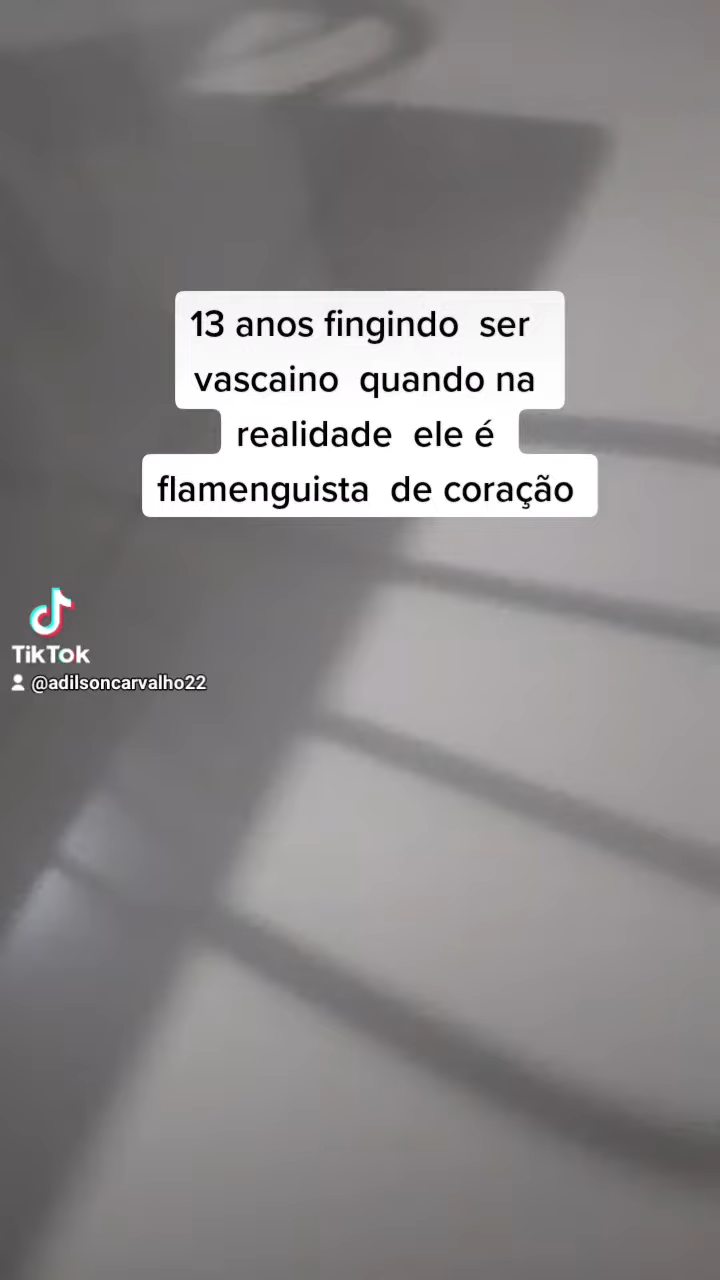 13 anos fingindo ser
vascaino quando na
realidade ele é
flamenguista de coração
TikTok
@adilsoncarvalho22